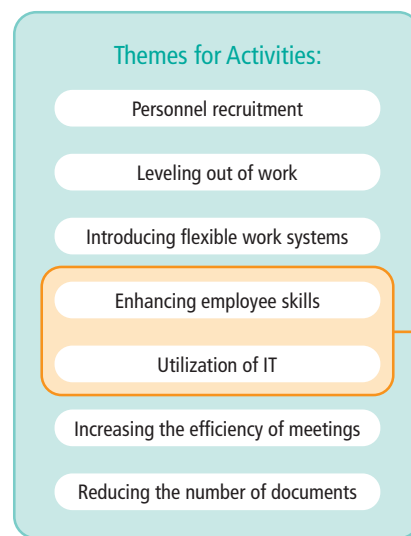 Themes for Activities:
Personnel recruitment
Leveling out of work
Introducing flexible work systems
Enhancing employee skills
Utilization of IT
Increasing the efficiency of meetings
Reducing the number of documents